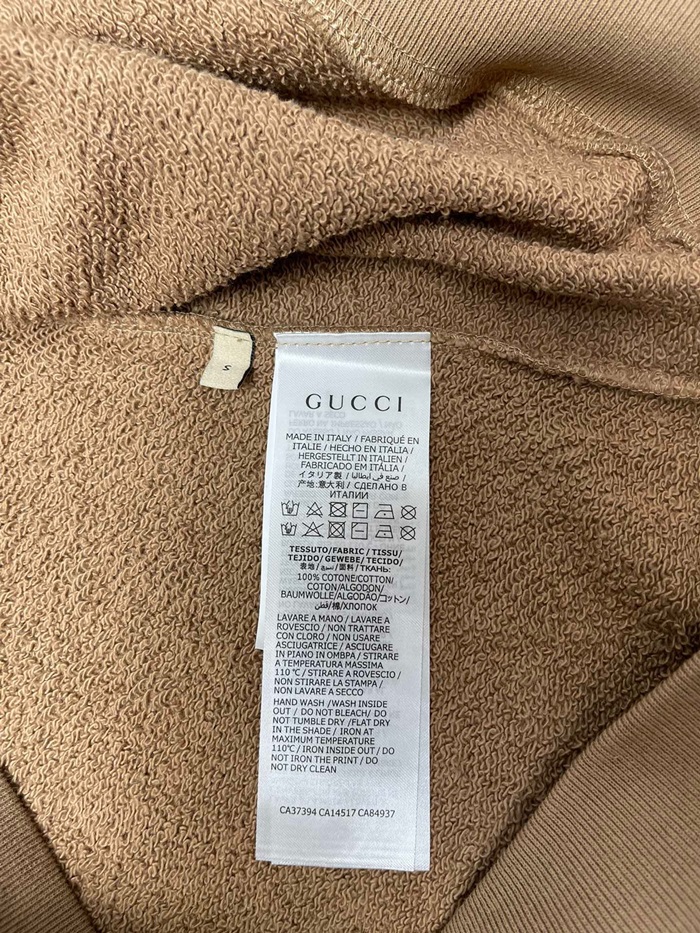 S
GUCCI
MADE IN ITALY / FABRIQUÉ EN
ITALIE / HECHO EN ITALIA /
HERGESTELLT IN ITALIEN /
FABRICADO EM ITÁLIA /
イタリア製 / صنع في ايطاليا /
产地:意大利 / СДЕЛАНО В
ИТАЛИИ
TESSUTO/FABRIC / TISSU/
TEJIDO/ GEWEBE/ TECIDO/
表地/نسيج/面料/ТКАНЬ:
100% COTONE/COTTON/
COTON/ALGODON/
BAUMWOLLE/ALGODÃO/コットン/
قطن/棉/ХЛОПОК
LAVARE A MANO / LAVARE A
ROVESCIO / NON TRATTARE
CON CLORO / NON USARE
ASCIUGATRICE / ASCIUGARE
IN PIANO IN OMBRA / STIRARE
A TEMPERATURA MASSIMA
110℃ / STIRARE A ROVESCIO /
NON STIRARE LA STAMPA /
NON LAVARE A SECCO
HAND WASH /WASH INSIDE
OUT / DO NOT BLEACH/ DO
NOT TUMBLE DRY /FLAT DRY
IN THE SHADE / IRON AT
MAXIMUM TEMPERATURE
110℃/ IRON INSIDE OUT / DO
NOT IRON THE PRINT / DO
NOT DRY CLEAN
CA37394 CA14517 CA84937